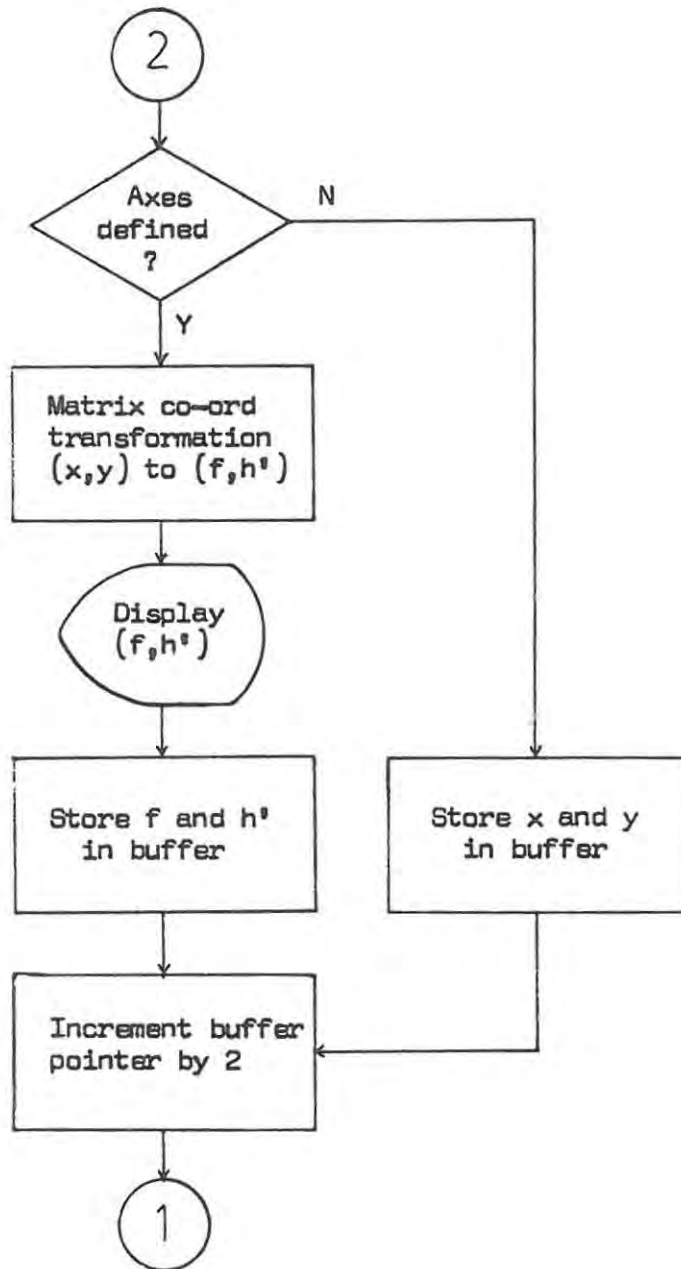 2
Axes
defined
?
N
Y
Matrix co-ord
transformation
(x,y) to (f,h')
Display
(f,h')
Store f and h'
in buffer
Store x and y
in buffer
Increment buffer
pointer by 2
1